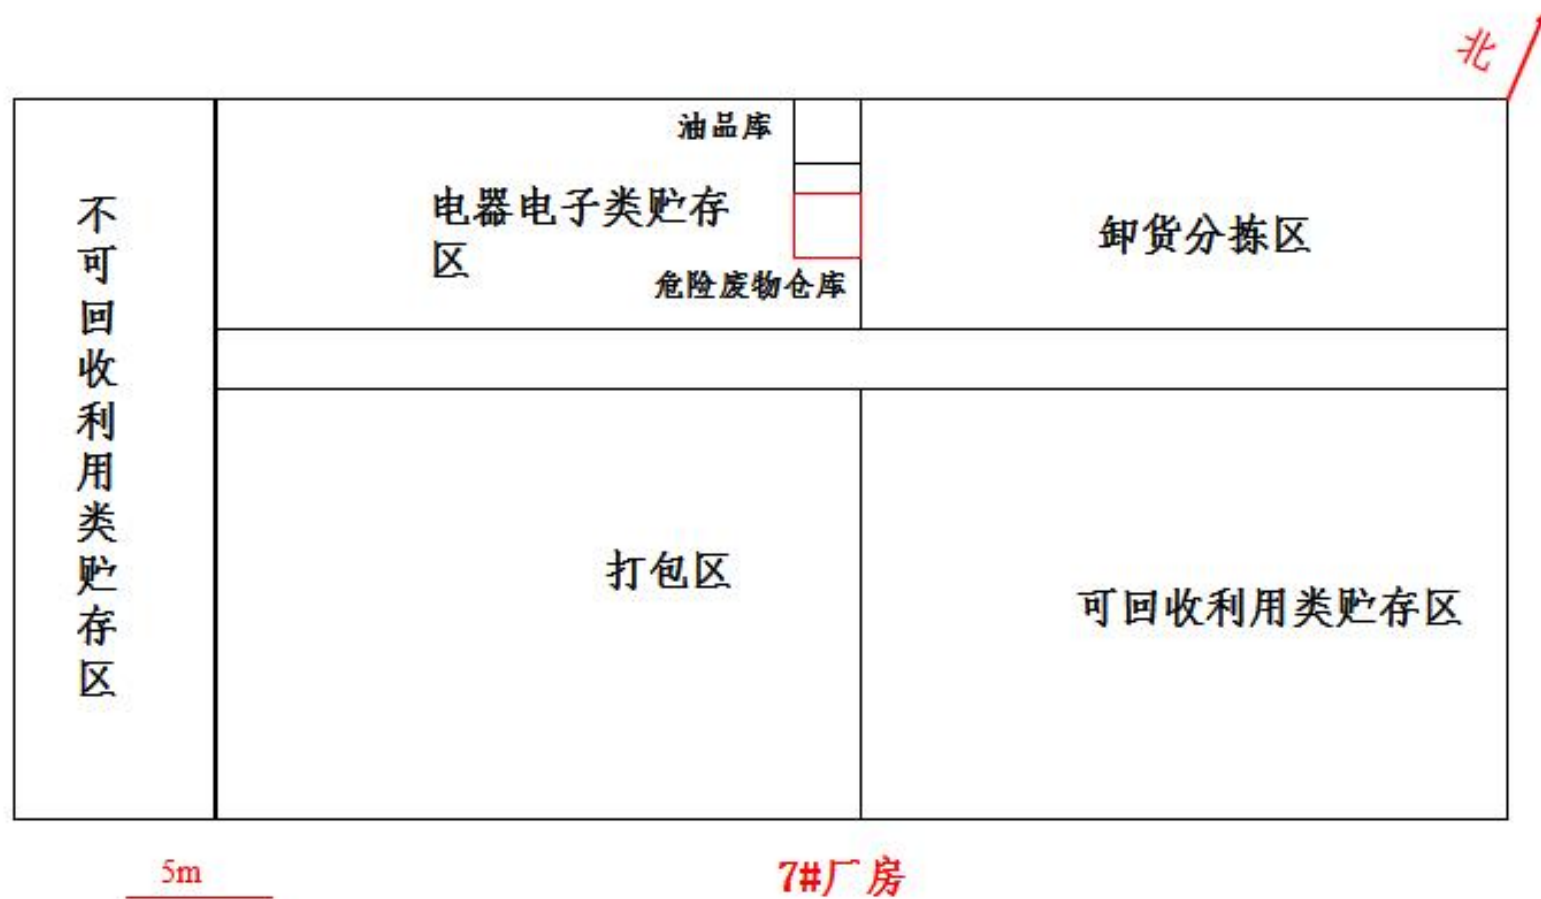 北
油品库
电器电子类贮存
区
危险废物仓库
卸货分拣区
不可回收利用类贮存区
打包区
可回收利用类贮存区
5m
7#厂房